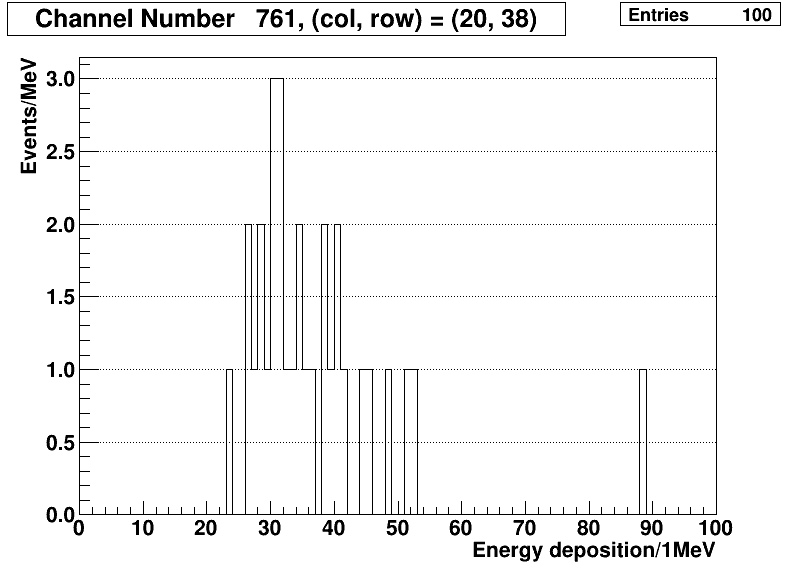 Channel Number 761, (col, row) = (20, 38)
Entries 100
Events/MeV
3.0
2.5
2.0
1.5
1.0
0.5
0.0
0 10 20 30 40 50 60 70 80 90 100
Energy deposition/1MeV